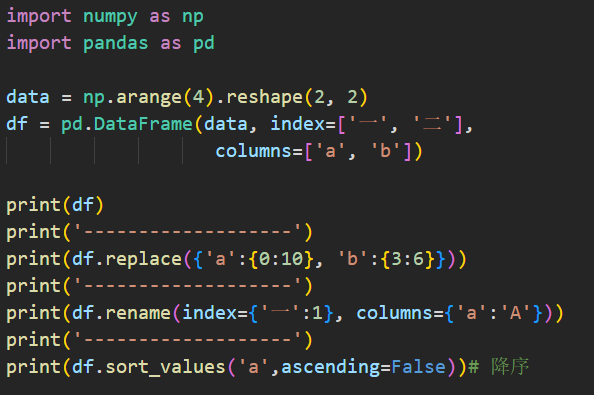 import numpy as np
import pandas as pd
data = np.arange(4).reshape(2, 2)
df = pd.DataFrame(data, index=['一', '二'],
columns=['a', 'b'])
print(df)
print('-------------------')
print(df.replace({'a':{0:10}, 'b':{3:6}}))
print('-------------------')
print(df.rename(index={'一':1}, columns={'a':'A'}))
print('-------------------')
print(df.sort_values('a',ascending=False))# 降序